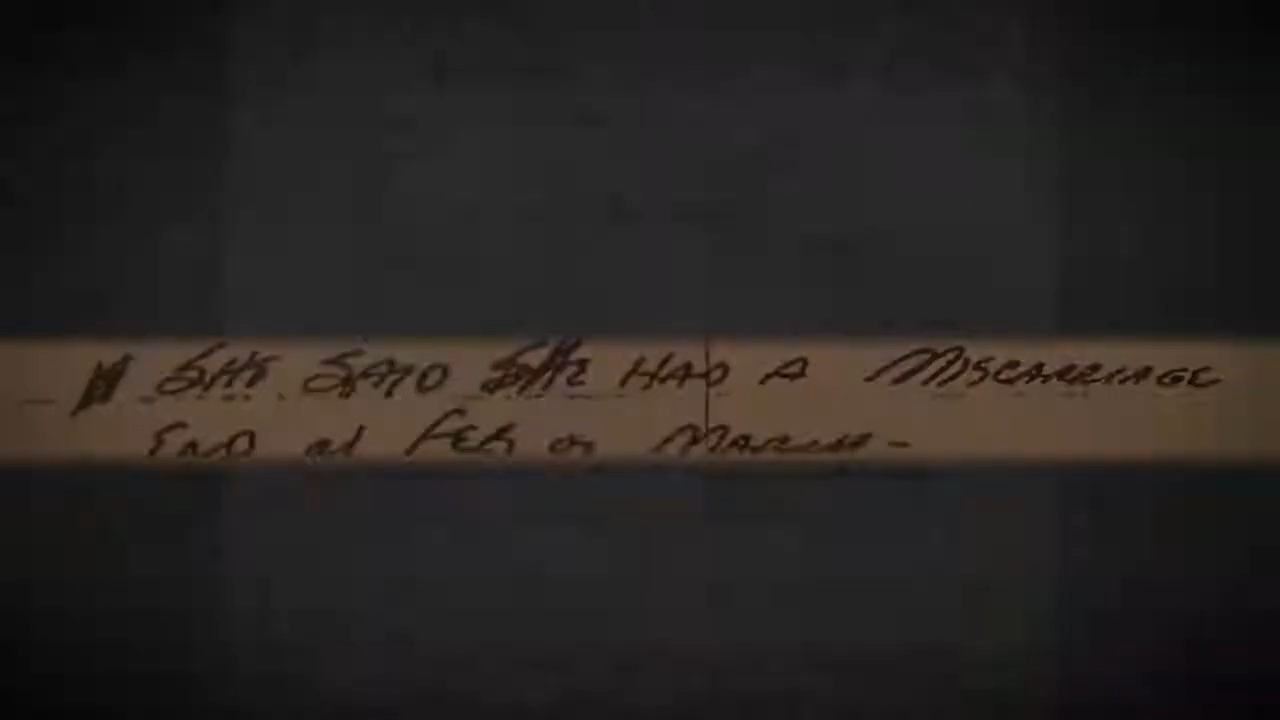 SHE SAID SHE HAD A MISCARRIAGE
END of FEB or MARCH -